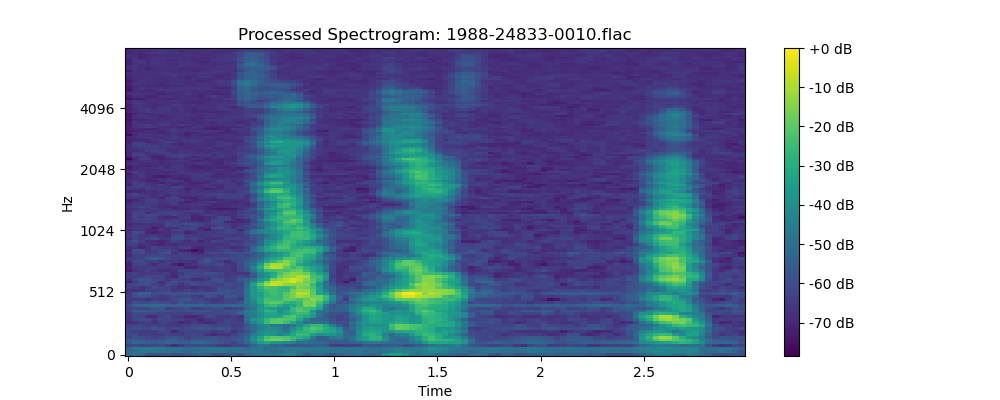 Processed Spectrogram: 1988-24833-0010.flac
Hz
4096
2048
1024
512
0
0
0.5
1
1.5
2
2.5
Time
+0 dB
-10 dB
-20 dB
-30 dB
-40 dB
-50 dB
-60 dB
-70 dB